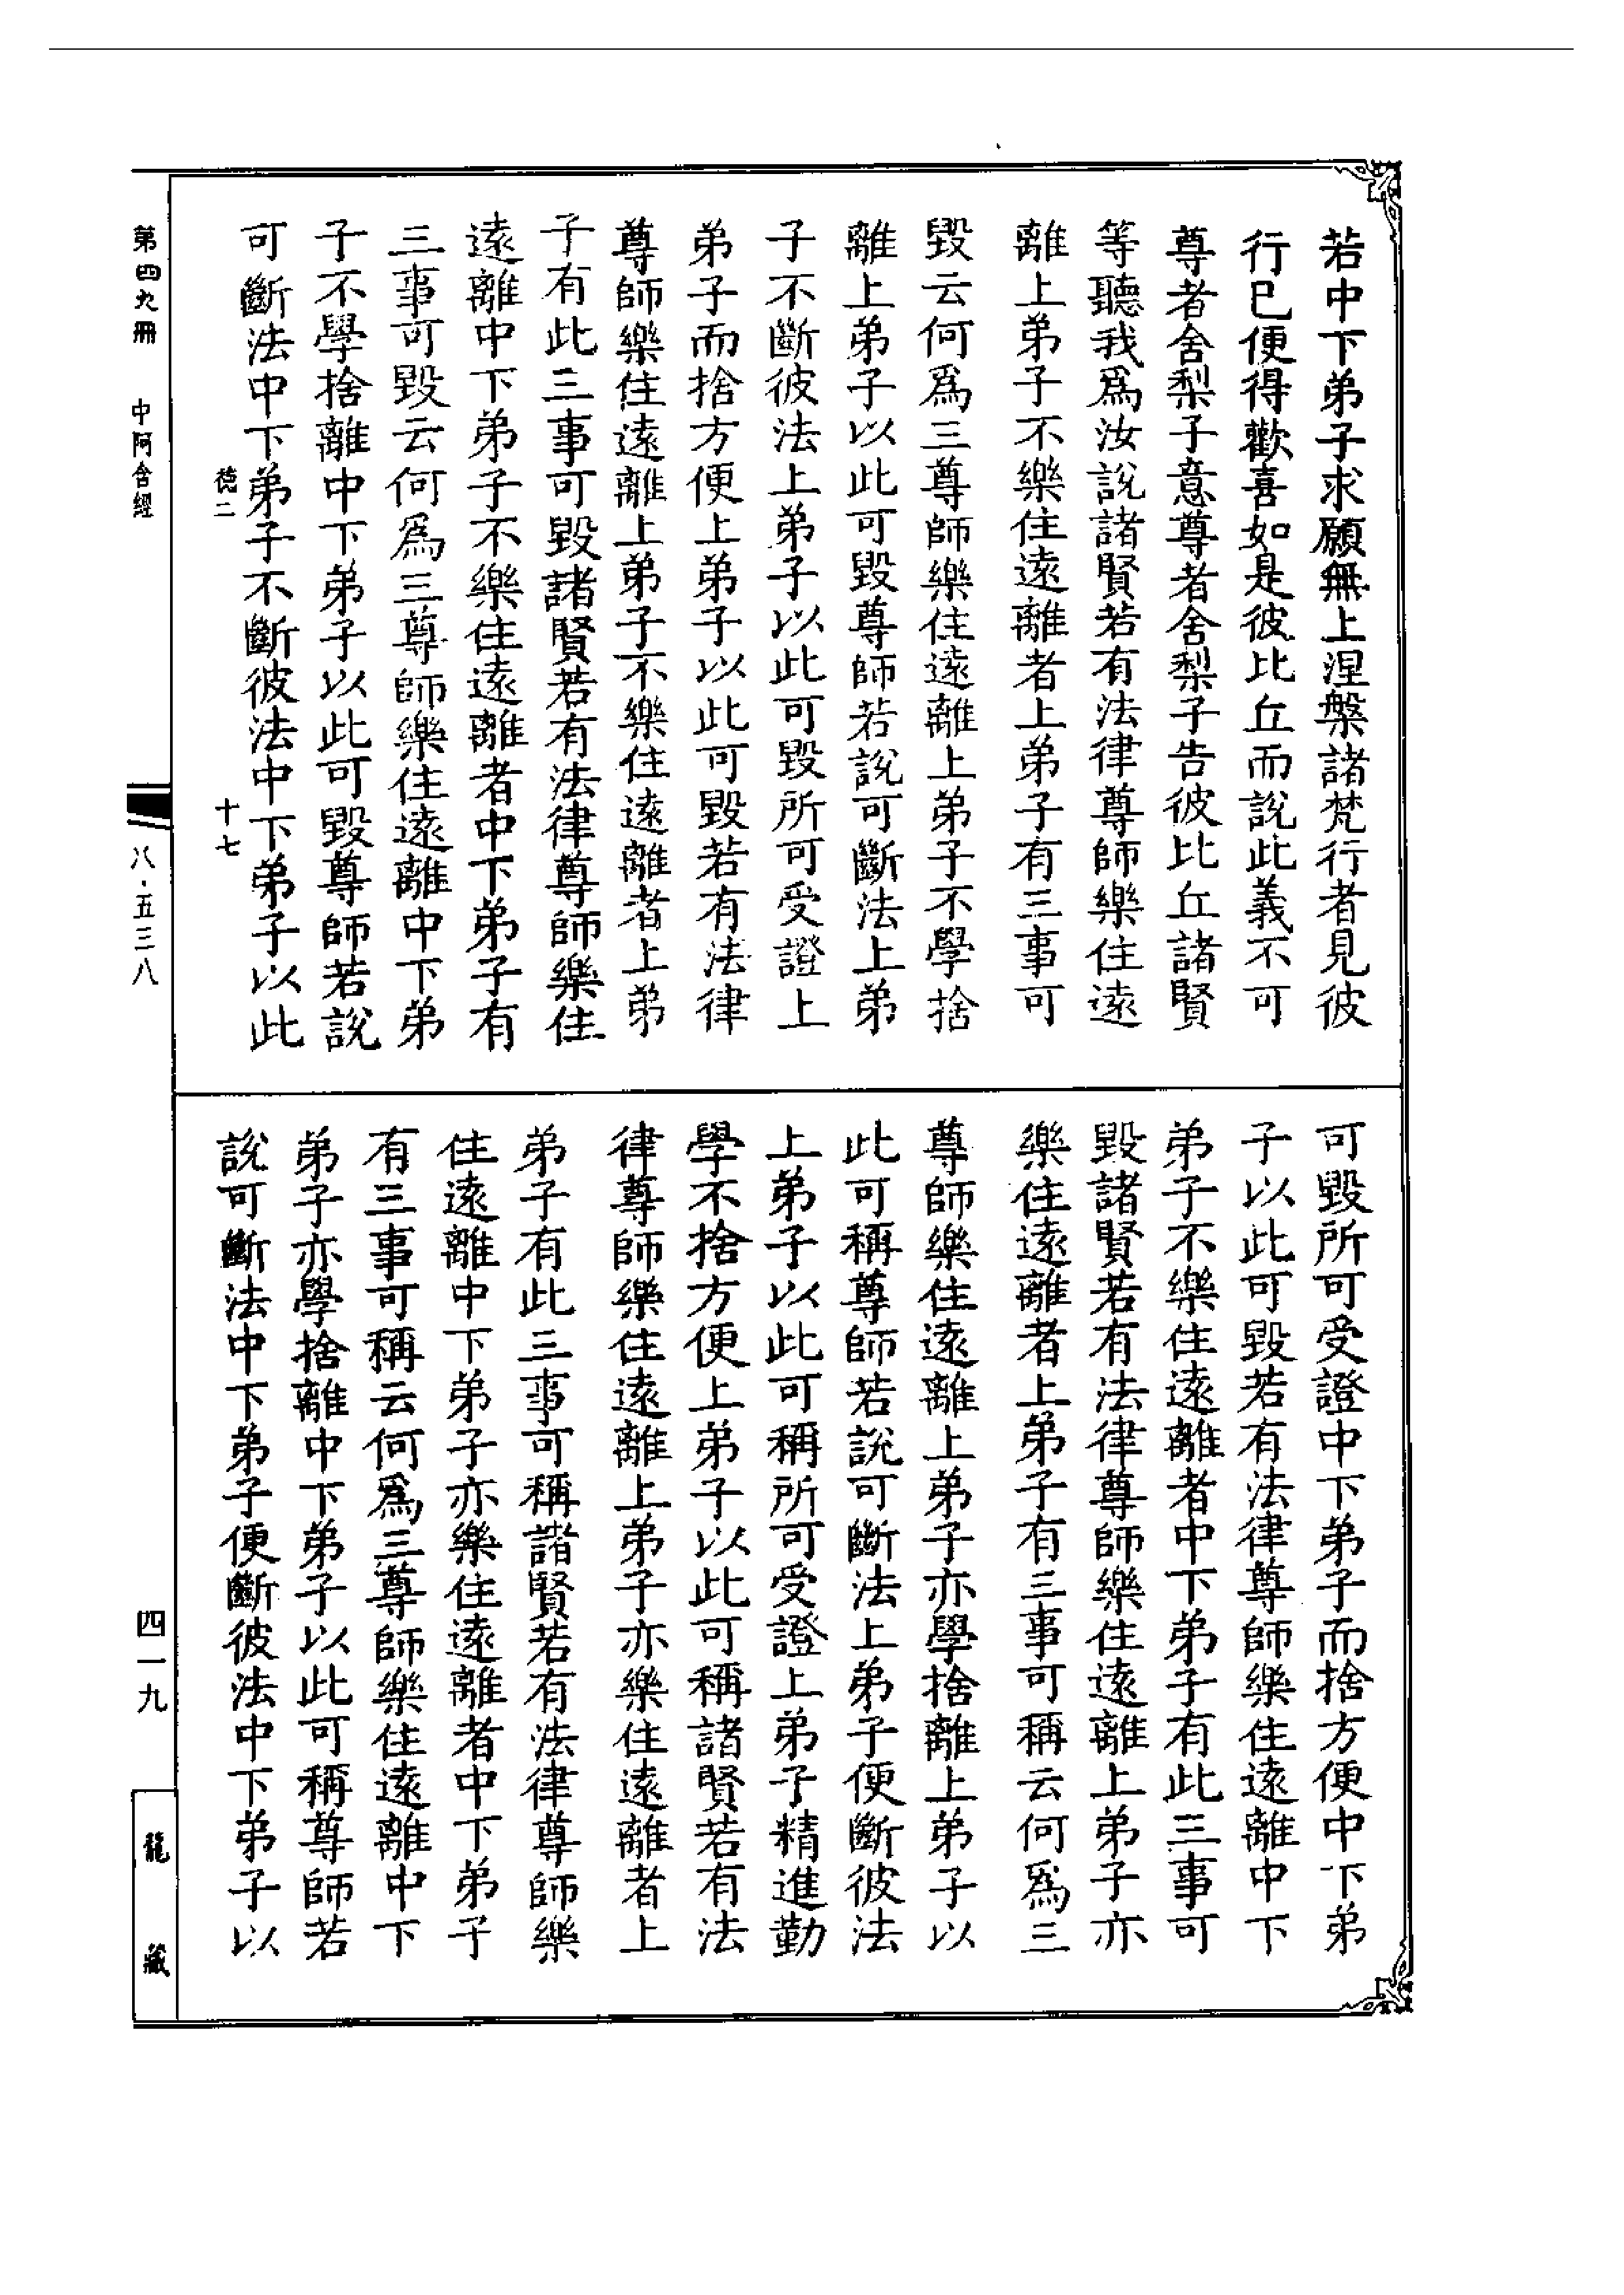 若中下弟子求願無上涅槃諸梵行者見彼
行已便得歡喜如是彼比丘而說此義不可
尊者舍梨子意尊者舍梨子告彼比丘諸賢
等聽我爲汝說諸賢若有法律尊師樂住遠
離上弟子不樂住遠離者上弟子有三事可
毀云何爲三尊師樂住遠離上弟子不學捨
離上弟子以此可毀尊師若說可斷法上弟
子不斷彼法上弟子以此可毀所可受證上
弟子而捨方便上弟子以此可毀若有法律
尊師樂住遠離上弟子不樂住遠離者上弟
子有此三事可毀諸賢若有法律尊師樂住
遠離中下弟子不樂住遠離者中下弟子有
三事可毀云何爲三尊師樂住遠離中下弟
子不學捨離中下弟子以此可毀尊師若說
可斷法中下弟子不斷彼法中下弟子以此
德二 十七
可毀所可受證中下弟子而捨方便中下弟
子以此可毀若有法律尊師樂住遠離中下
弟子不樂住遠離者中下弟子有此三事可
毀諸賢若有法律尊師樂住遠離上弟子亦
樂住遠離者上弟子有三事可稱云何爲三
尊師樂住遠離上弟子亦學捨離上弟子以
此可稱尊師若說可斷法上弟子便斷彼法
上弟子以此可稱所可受證上弟子精進勤
學不捨方便上弟子以此可稱諸賢若有法
律尊師樂住遠離上弟子亦樂住遠離者上
弟子有此三事可稱諸賢若有法律尊師樂
住遠離中下弟子亦樂住遠離者中下弟子
有三事可稱云何爲三尊師樂住遠離中下
弟子亦學捨離中下弟子以此可稱尊師若
說可斷法中下弟子便斷彼法中下弟子以
第四九冊 中阿含經 八·五三八 四一九 龍藏